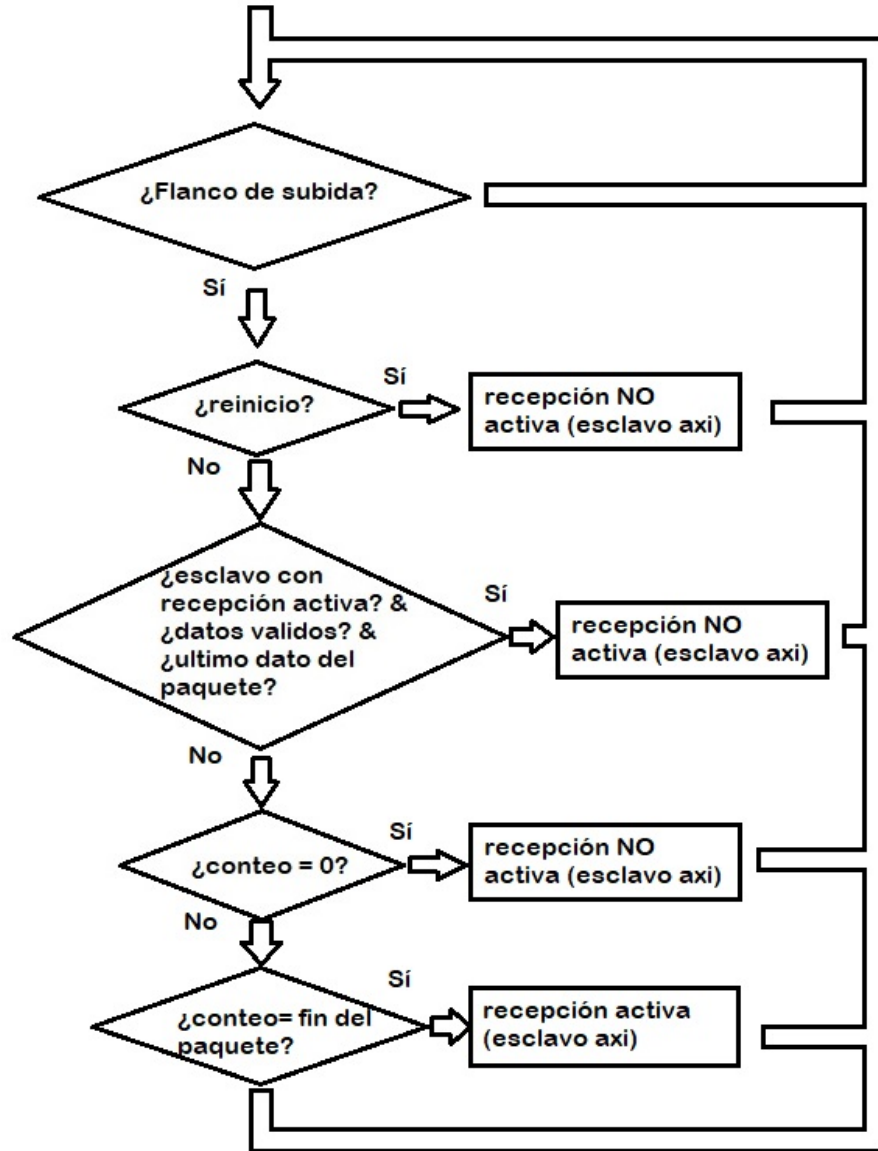 ¿Flanco de subida?
Sí
¿reinicio?
Sí
recepción NO
activa (esclavo axi)
No
¿esclavo con
recepción activa? &
¿datos validos? &
¿ultimo dato del
paquete?
Sí
recepción NO
activa (esclavo axi)
No
¿conteo = 0?
Sí
recepción NO
activa (esclavo axi)
No
¿conteo= fin del
paquete?
Sí
recepción activa
(esclavo axi)